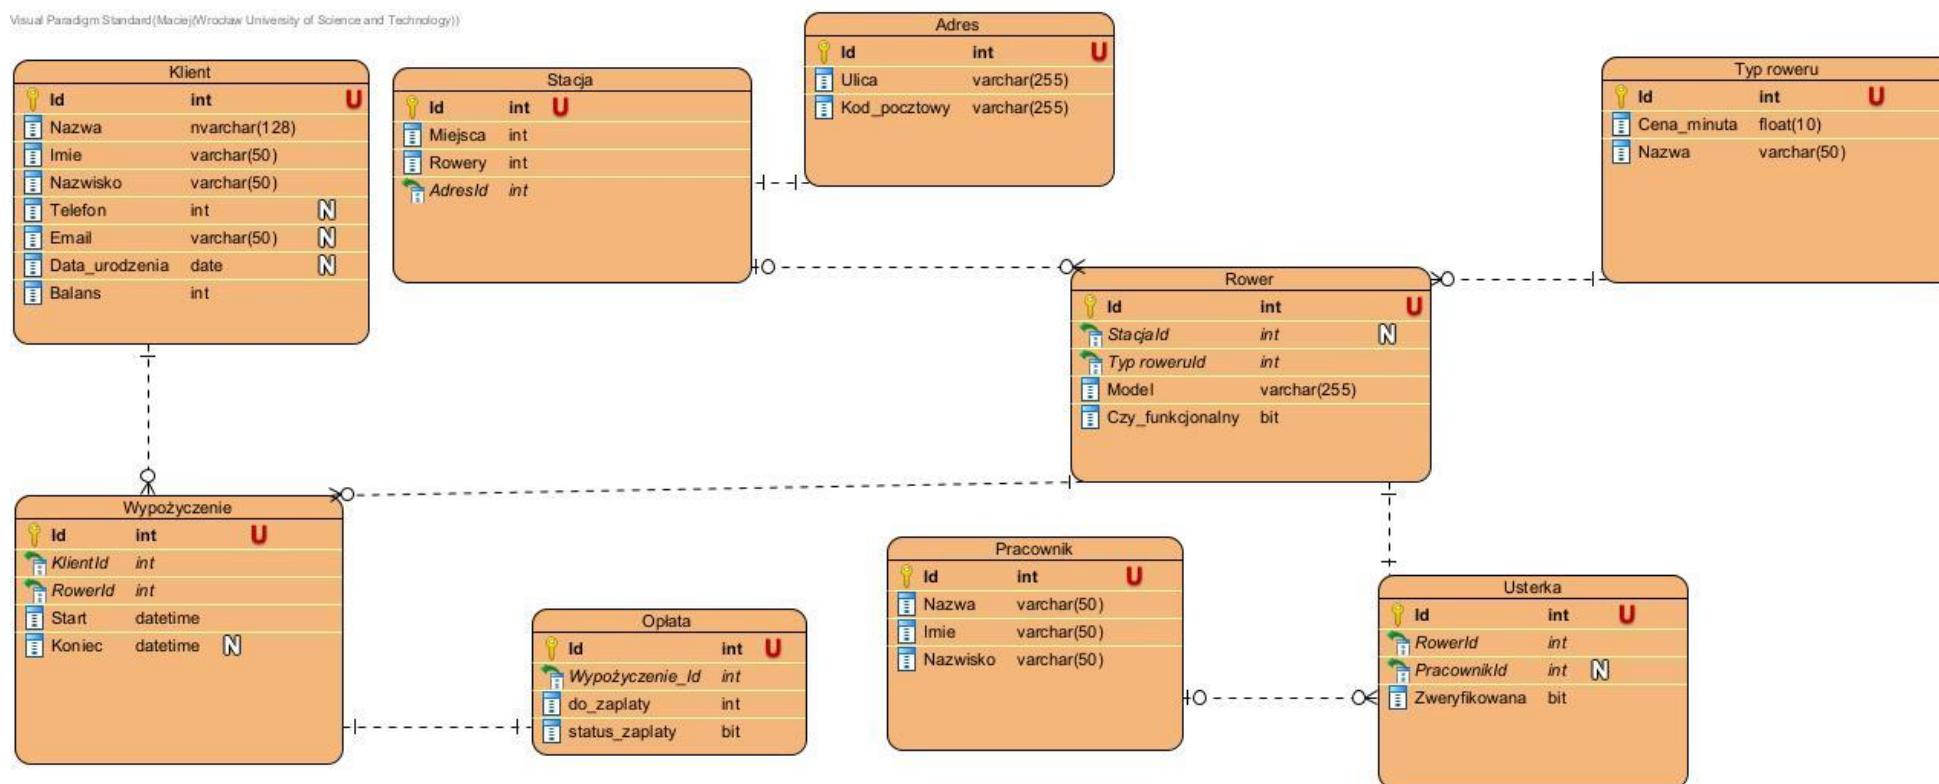 Visual Paradigm Standard(Maciej(Wrocław University of Science and Technology))
Klient
Id int U
Nazwa nvarchar(128)
Imie varchar(50)
Nazwisko varchar(50)
Telefon int N
Email varchar(50) N
Data_urodzenia date N
Balans int
Stacja
Id int U
Miejsca int
Rowery int
AdresId int
Adres
Id int U
Ulica varchar(255)
Kod_pocztowy varchar(255)
Typ roweru
Id int U
Cena_minuta float(10)
Nazwa varchar(50)
Rower
Id int U
StacjaId int N
Typ roweruId int
Model varchar(255)
Czy_funkcjonalny bit
Wypożyczenie
Id int U
KlientId int
RowerId int
Start datetime
Koniec datetime N
Opłata
Id int U
Wypożyczenie_Id int
do_zaplaty int
status_zaplaty bit
Pracownik
Id int U
Nazwa varchar(50)
Imie varchar(50)
Nazwisko varchar(50)
Usterka
Id int U
RowerId int
PracownikId int N
Zweryfikowana bit